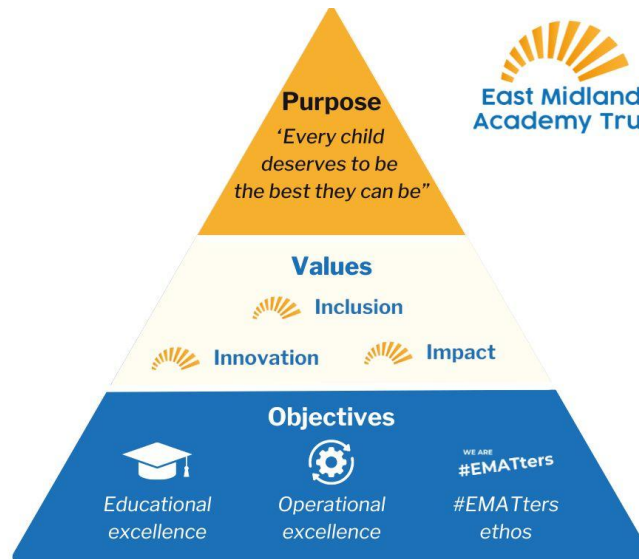 East Midland
Academy Tru
Purpose
‘Every child
deserves to be
the best they can be”
Values
Inclusion
Innovation
Impact
Objectives
WE ARE
#EMATters
Educational
excellence
Operational
excellence
#EMATters
ethos